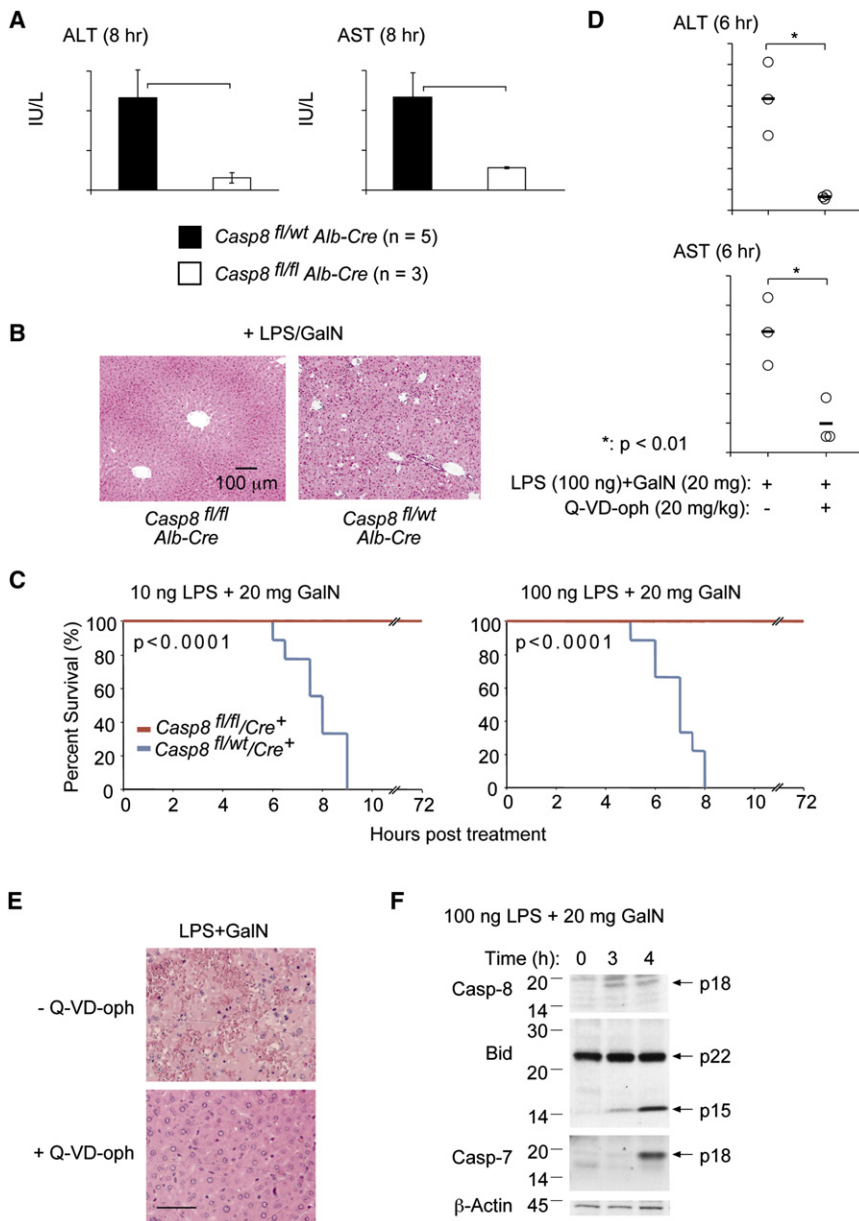 A
ALT (8 hr)
AST (8 hr)
IU/L
IU/L
Casp8 fl/wt Alb-Cre (n = 5)
Casp8 fl/fl Alb-Cre (n = 3)
D
ALT (6 hr)
*
AST (6 hr)
*
*: p < 0.01
LPS (100 ng)+GalN (20 mg): + +
Q-VD-oph (20 mg/kg): - +
B
+ LPS/GalN
100 µm
Casp8 fl/fl
Alb-Cre
Casp8 fl/wt
Alb-Cre
C
10 ng LPS + 20 mg GalN
100 ng LPS + 20 mg GalN
Percent Survival (%)
100
80
60
40
20
0
p<0.0001
Casp8 fl/fl/Cre+
Casp8 fl/wt/Cre+
0 2 4 6 8 10 72
100
80
60
40
20
0
p<0.0001
0 2 4 6 8 10 72
Hours post treatment
E
LPS+GalN
- Q-VD-oph
+ Q-VD-oph
F
100 ng LPS + 20 mg GalN
Time (h): 0 3 4
Casp-8 20 14 p18
Bid 30 20 14 p22 p15
Casp-7 20 14 p18
β-Actin 45